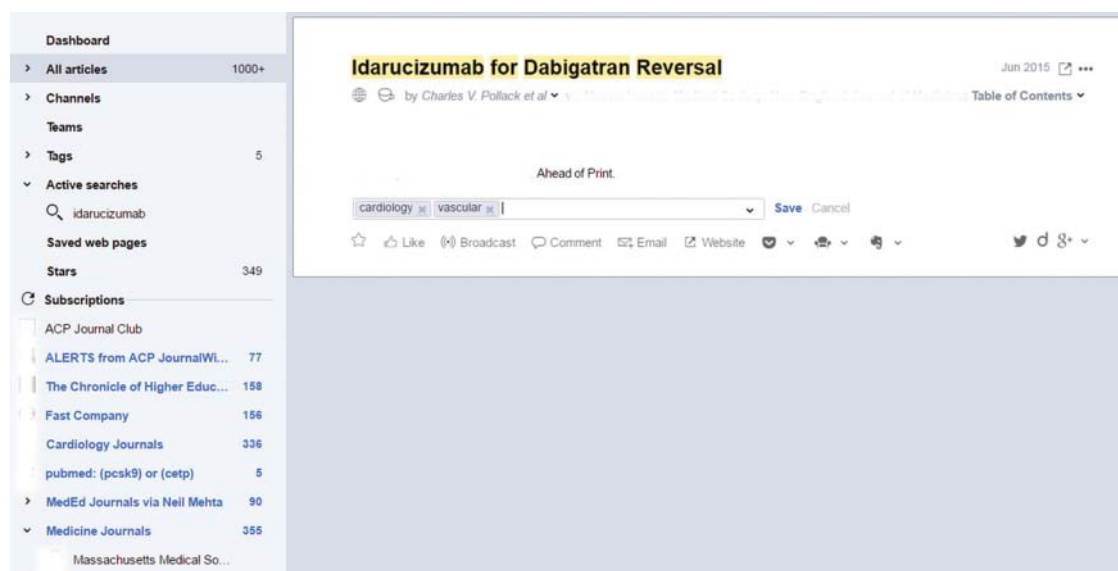 Dashboard
All articles 1000+
Channels
Teams
Tags 5
Active searches
idarucizumab
Saved web pages
Stars 349
Subscriptions
ACP Journal Club
ALERTS from ACP JournalWi... 77
The Chronicle of Higher Educ... 158
Fast Company 156
Cardiology Journals 336
pubmed: (pcsk9) or (cetp) 5
MedEd Journals via Neil Mehta 90
Medicine Journals 355
Massachusetts Medical So...
Idarucizumab for Dabigatran Reversal Jun 2015
by Charles V. Pollack et al Table of Contents
Ahead of Print.
cardiology x vascular x Save Cancel
Like Broadcast Comment Email Website